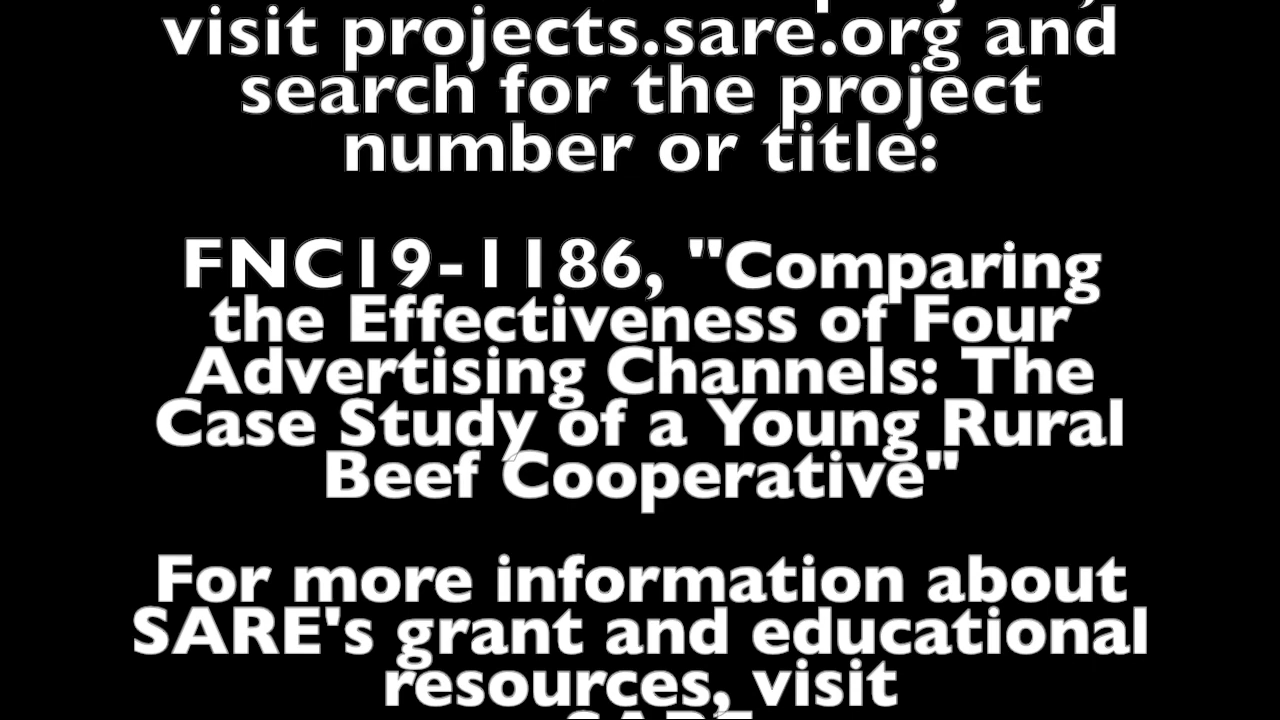 visit projects.sare.org and
search for the project
number or title:
FNC19-1186, "Comparing
the Effectiveness of Four
Advertising Channels: The
Case Study of a Young Rural
Beef Cooperative"
For more information about
SARE's grant and educational
resources, visit